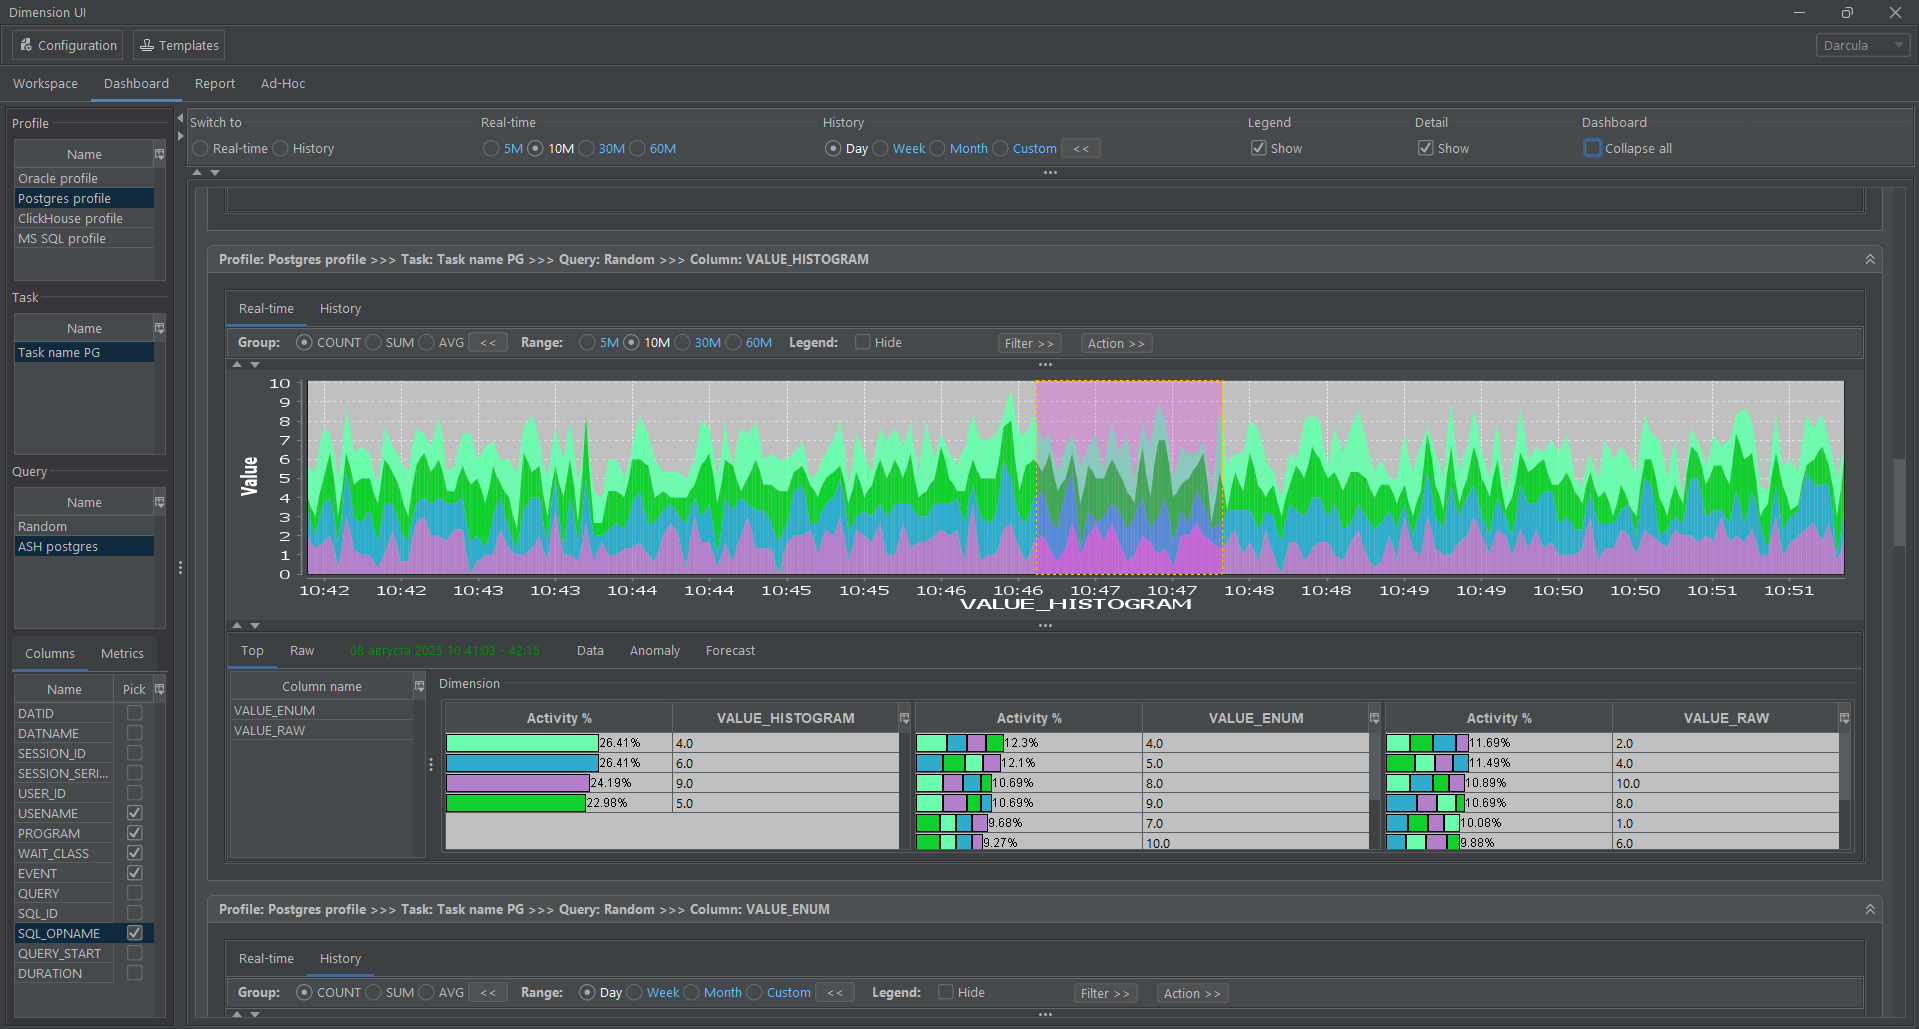 Dimension UI
Configuration Templates Darcula
Workspace Dashboard Report Ad-Hoc
Profile
Name
Oracle profile
Postgres profile
ClickHouse profile
MS SQL profile
Task
Name
Task name PG
Query
Name
Random
ASH postgres
Columns Metrics
Name Pick
DATID
DATNAME
SESSION_ID
SESSION_SERI...
USER_ID
USENAME
PROGRAM
WAIT_CLASS
EVENT
QUERY
SQL_ID
SQL_OPNAME
QUERY_START
DURATION
Switch to Real-time History Legend Detail Dashboard
Real-time History 5M 10M 30M 60M Day Week Month Custom << Show Show Collapse all
Profile: Postgres profile >>> Task: Task name PG >>> Query: Random >>> Column: VALUE_HISTOGRAM
Real-time History
Group: COUNT SUM AVG << Range: 5M 10M 30M 60M Legend: Hide Filter >> Action >>
10
9
8
7
6
5
4
3
2
1
0
Value
10:42 10:42 10:43 10:43 10:44 10:44 10:45 10:45 10:46 10:46 10:47 10:47 10:48 10:48 10:49 10:49 10:50 10:50 10:51 10:51
VALUE_HISTOGRAM
Top Raw 08 августа 2025 10 41:03 - 42:15 Data Anomaly Forecast
Column name
VALUE_ENUM
VALUE_RAW
Dimension
Activity % VALUE_HISTOGRAM Activity % VALUE_ENUM Activity % VALUE_RAW
26.41% 4.0 12.3% 4.0 11.69% 2.0
26.41% 6.0 12.1% 5.0 11.49% 4.0
24.19% 9.0 10.69% 8.0 10.89% 10.0
22.98% 5.0 10.69% 9.0 10.69% 8.0
9.68% 7.0 10.08% 1.0
9.27% 10.0 9.88% 6.0
Profile: Postgres profile >>> Task: Task name PG >>> Query: Random >>> Column: VALUE_ENUM
Real-time History
Group: COUNT SUM AVG << Range: Day Week Month Custom << Legend: Hide Filter >> Action >>